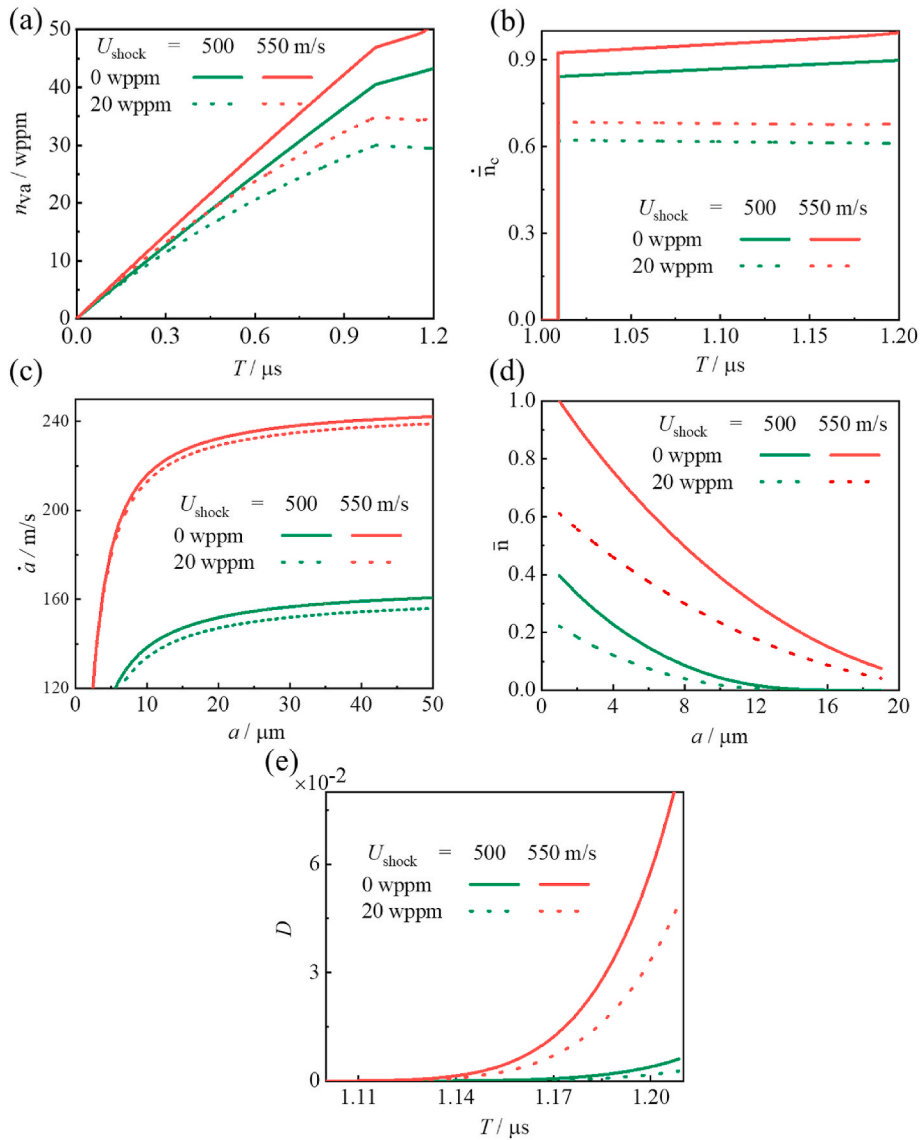 (a)
50
40
30
20
10
0
n_va / wppm
U_shock = 500 550 m/s
0 wppm
20 wppm
0.0 0.3 0.6 0.9 1.2
T / μs
(b)
0.9
0.6
0.3
0.0
ṅ̄_c
U_shock = 500 550 m/s
0 wppm
20 wppm
1.00 1.05 1.10 1.15 1.20
T / μs
(c)
240
200
160
120
ȧ / m/s
U_shock = 500 550 m/s
0 wppm
20 wppm
0 10 20 30 40 50
a / μm
(d)
1.0
0.8
0.6
0.4
0.2
0.0
n̄
U_shock = 500 550 m/s
0 wppm
20 wppm
0 4 8 12 16 20
a / μm
(e)
×10⁻²
6
3
0
D
U_shock = 500 550 m/s
0 wppm
20 wppm
1.11 1.14 1.17 1.20
T / μs